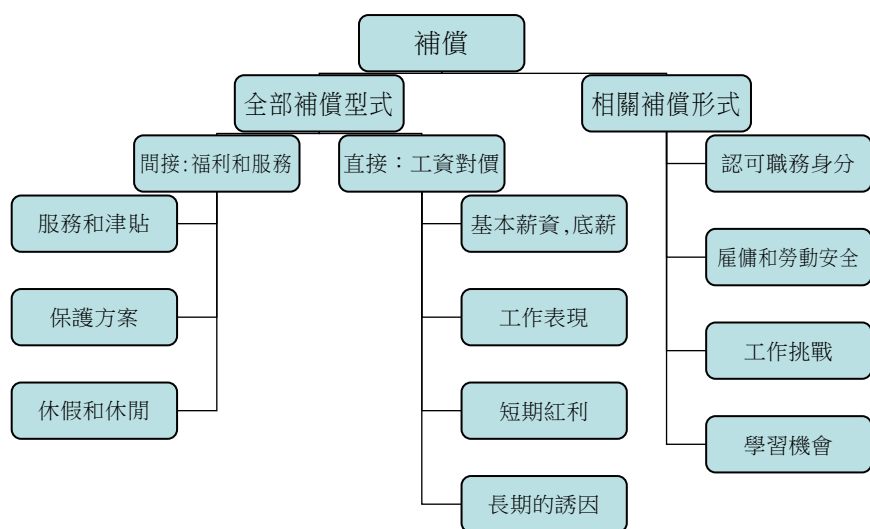 補償
全部補償型式
相關補償形式
間接:福利和服務
直接：工資對價
認可職務身分
服務和津貼
基本薪資,底薪
雇傭和勞動安全
保護方案
工作表現
工作挑戰
休假和休閒
短期紅利
學習機會
長期的誘因